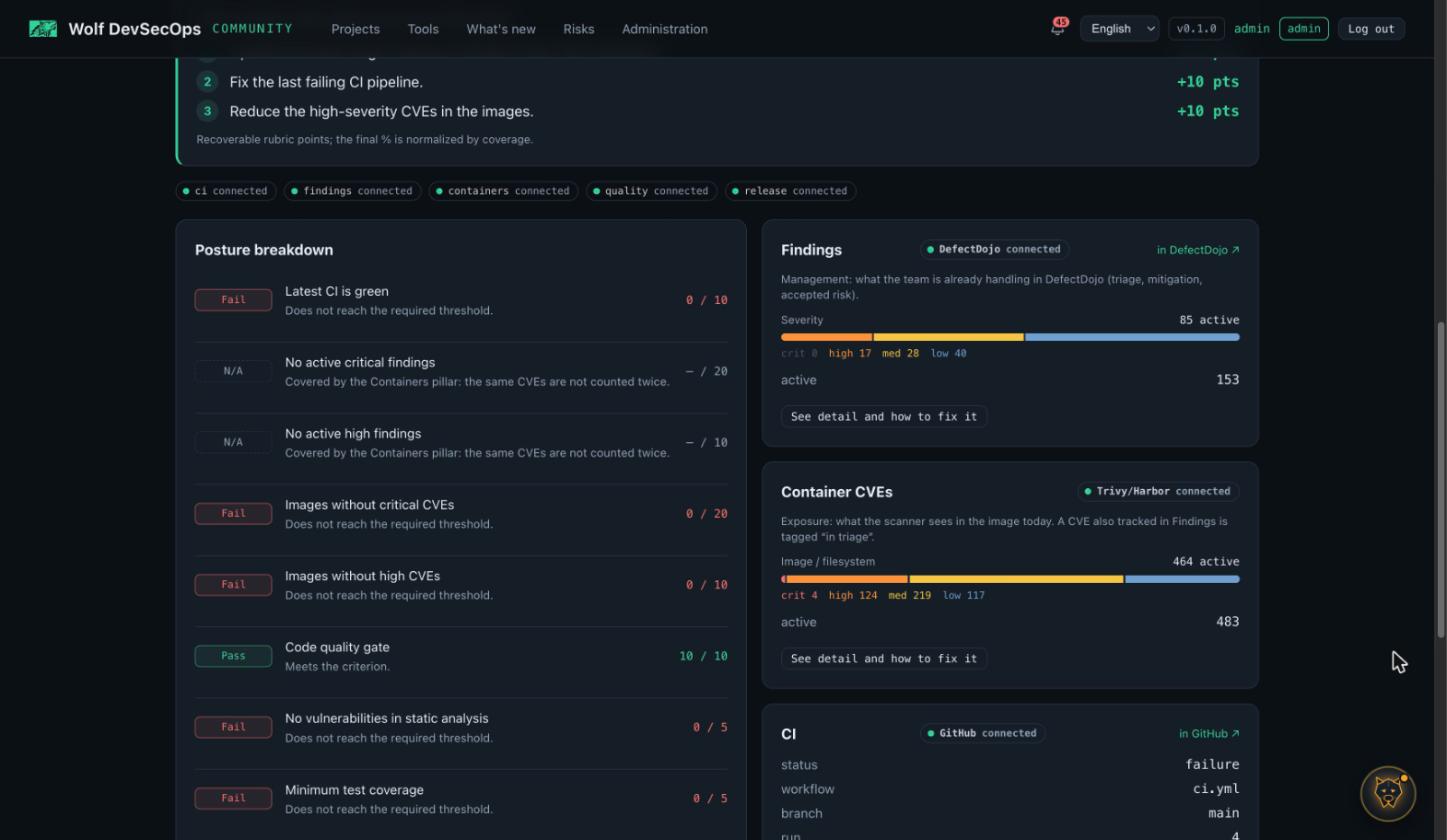 Wolf DevSecOps COMMUNITY Projects Tools What's new Risks Administration 45 English v0.1.0 admin admin Log out
2 Fix the last failing CI pipeline. +10 pts
3 Reduce the high-severity CVEs in the images. +10 pts
Recoverable rubric points; the final % is normalized by coverage.
ci connected findings connected containers connected quality connected release connected
Posture breakdown
Fail Latest CI is green 0 / 10
Does not reach the required threshold.
N/A No active critical findings — / 20
Covered by the Containers pillar: the same CVEs are not counted twice.
N/A No active high findings — / 10
Covered by the Containers pillar: the same CVEs are not counted twice.
Fail Images without critical CVEs 0 / 20
Does not reach the required threshold.
Fail Images without high CVEs 0 / 10
Does not reach the required threshold.
Pass Code quality gate 10 / 10
Meets the criterion.
Fail No vulnerabilities in static analysis 0 / 5
Does not reach the required threshold.
Fail Minimum test coverage 0 / 5
Does not reach the required threshold.
Findings DefectDojo connected in DefectDojo ↗
Management: what the team is already handling in DefectDojo (triage, mitigation,
accepted risk).
Severity 85 active
crit 0 high 17 med 28 low 40
active 153
See detail and how to fix it
Container CVEs Trivy/Harbor connected
Exposure: what the scanner sees in the image today. A CVE also tracked in Findings is
tagged “in triage”.
Image / filesystem 464 active
crit 4 high 124 med 219 low 117
active 483
See detail and how to fix it
CI GitHub connected in GitHub ↗
status failure
workflow ci.yml
branch main
run 4